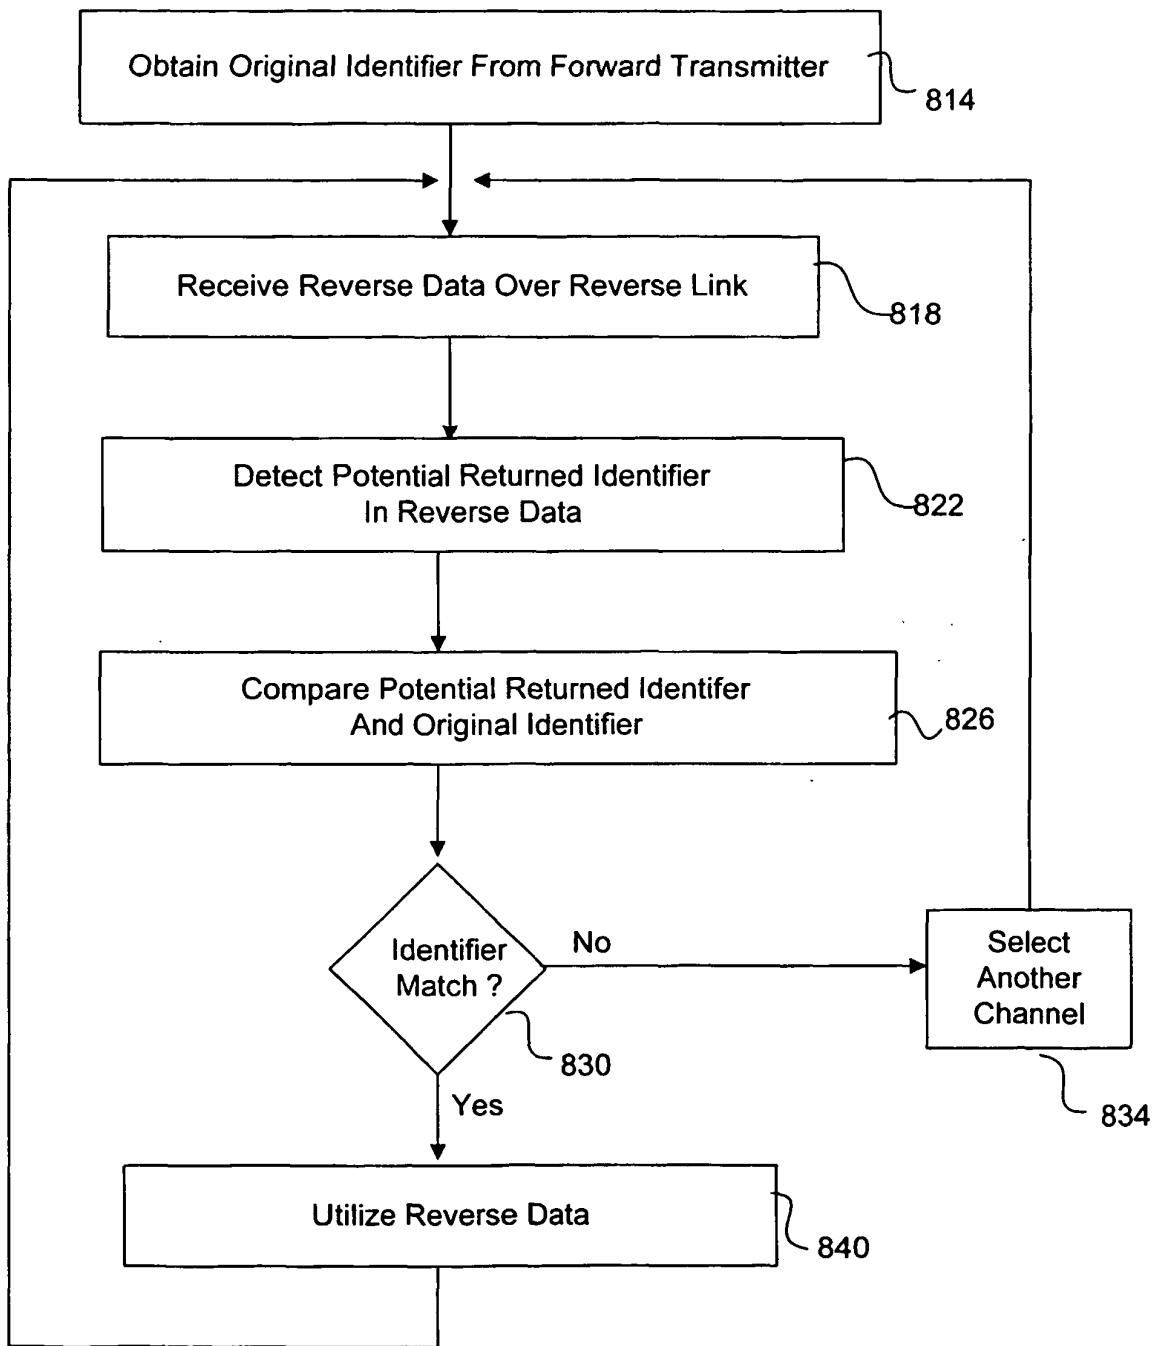 Obtain Original Identifier From Forward Transmitter
814
Receive Reverse Data Over Reverse Link
818
Detect Potential Returned Identifier
In Reverse Data
822
Compare Potential Returned Identifer
And Original Identifier
826
Identifier
Match ?
No
830
Select
Another
Channel
834
Yes
Utilize Reverse Data
840